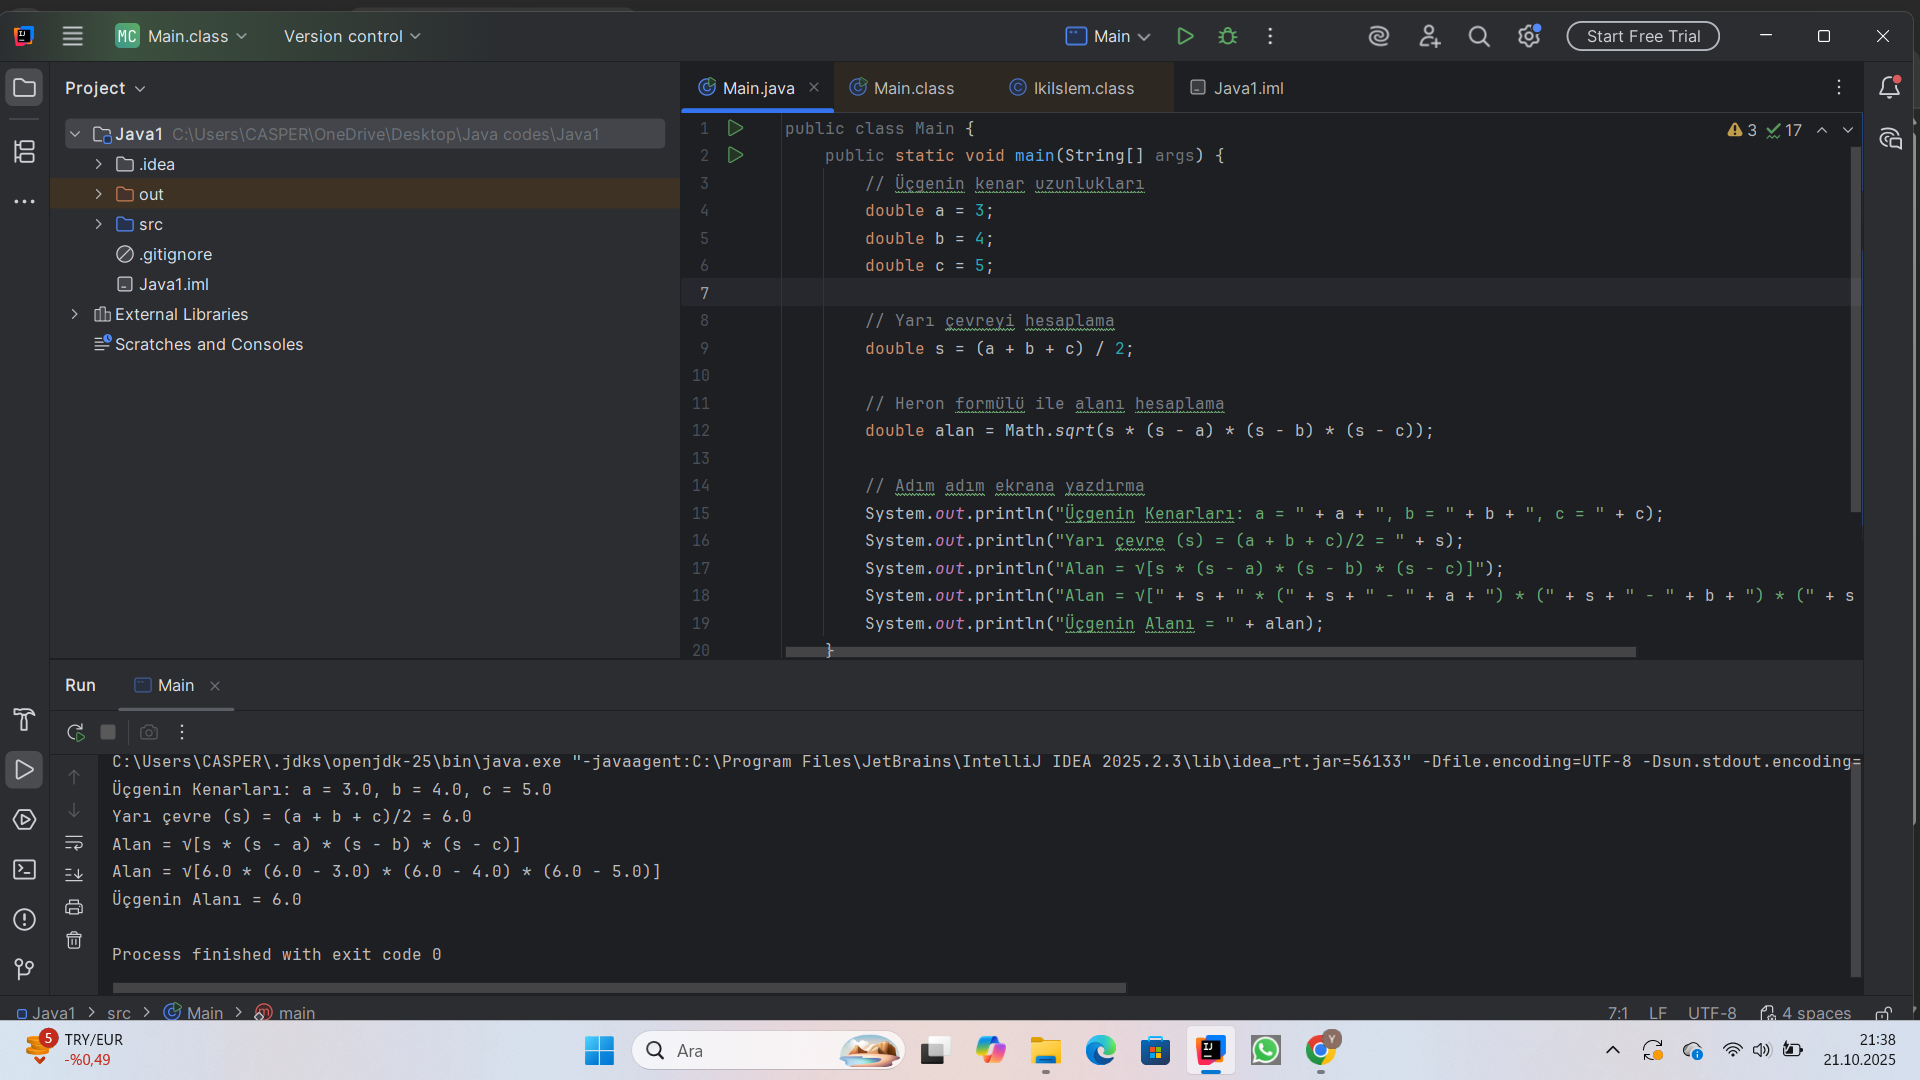 MC Main.class
Version control
Main
Start Free Trial
Project
Main.java
Main.class
IkiIslem.class
Java1.iml
Java1 C:\Users\CASPER\OneDrive\Desktop\Java codes\Java1
.idea
out
src
.gitignore
Java1.iml
External Libraries
Scratches and Consoles
3 17
1 public class Main {
2 public static void main(String[] args) {
3 // Üçgenin kenar uzunlukları
4 double a = 3;
5 double b = 4;
6 double c = 5;
7
8 // Yarı çevreyi hesaplama
9 double s = (a + b + c) / 2;
10
11 // Heron formülü ile alanı hesaplama
12 double alan = Math.sqrt(s * (s - a) * (s - b) * (s - c));
13
14 // Adım adım ekrana yazdırma
15 System.out.println("Üçgenin Kenarları: a = " + a + ", b = " + b + ", c = " + c);
16 System.out.println("Yarı çevre (s) = (a + b + c)/2 = " + s);
17 System.out.println("Alan = √[s * (s - a) * (s - b) * (s - c)]");
18 System.out.println("Alan = √[" + s + " * (" + s + " - " + a + ") * (" + s + " - " + b + ") * (" + s
19 System.out.println("Üçgenin Alanı = " + alan);
20 }
Run
Main
C:\Users\CASPER\.jdks\openjdk-25\bin\java.exe "-javaagent:C:\Program Files\JetBrains\IntelliJ IDEA 2025.2.3\lib\idea_rt.jar=56133" -Dfile.encoding=UTF-8 -Dsun.stdout.encoding=
Üçgenin Kenarları: a = 3.0, b = 4.0, c = 5.0
Yarı çevre (s) = (a + b + c)/2 = 6.0
Alan = √[s * (s - a) * (s - b) * (s - c)]
Alan = √[6.0 * (6.0 - 3.0) * (6.0 - 4.0) * (6.0 - 5.0)]
Üçgenin Alanı = 6.0
Process finished with exit code 0
Java1 > src > Main > main
7:1 LF UTF-8 4 spaces
5
TRY/EUR
-%0,49
Ara
Y
21:38
21.10.2025